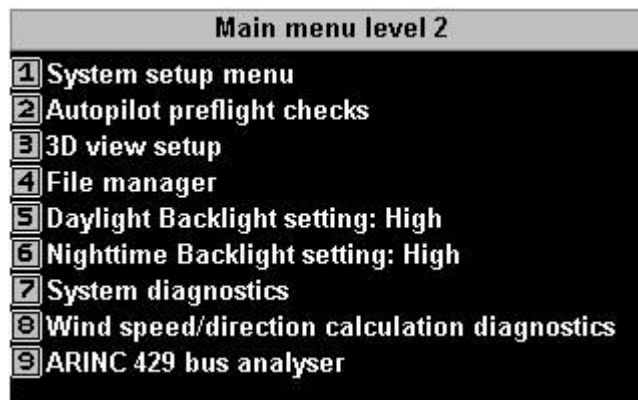 Main menu level 2
1 System setup menu
2 Autopilot preflight checks
3 3D view setup
4 File manager
5 Daylight Backlight setting: High
6 Nighttime Backlight setting: High
7 System diagnostics
8 Wind speed/direction calculation diagnostics
9 ARINC 429 bus analyser